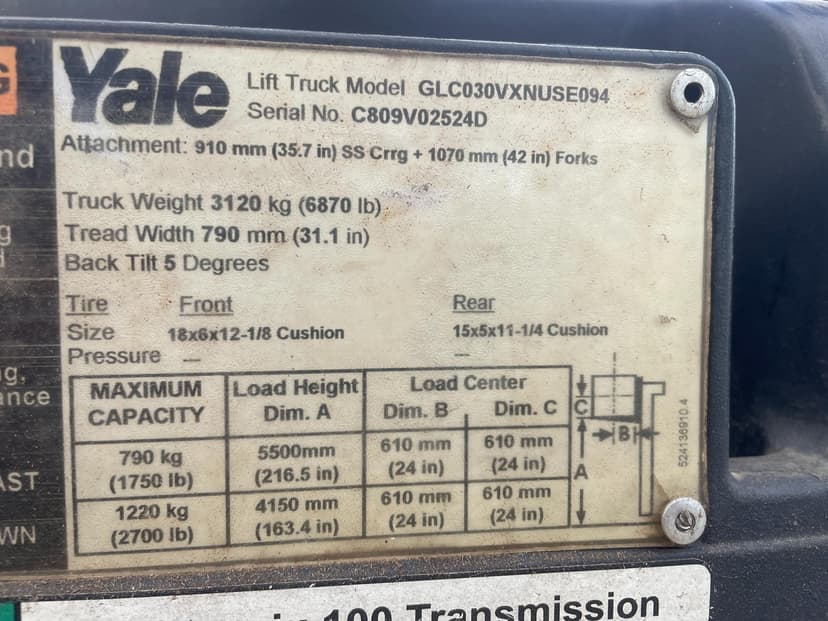 G
nd
g
d
g,
ance
AST
WN
Yale
Lift Truck Model GLC030VXNUSE094
Serial No. C809V02524D
Attachment: 910 mm (35.7 in) SS Crrg + 1070 mm (42 in) Forks
Truck Weight 3120 kg (6870 lb)
Tread Width 790 mm (31.1 in)
Back Tilt 5 Degrees
Tire Front Rear
Size 18x6x12-1/8 Cushion 15x5x11-1/4 Cushion
Pressure — —
MAXIMUM CAPACITY Load Height Dim. A Load Center Dim. B Dim. C
790 kg (1750 lb) 5500mm (216.5 in) 610 mm (24 in) 610 mm (24 in)
1220 kg (2700 lb) 4150 mm (163.4 in) 610 mm (24 in) 610 mm (24 in)
C
B
A
524136910.4
100 Transmission